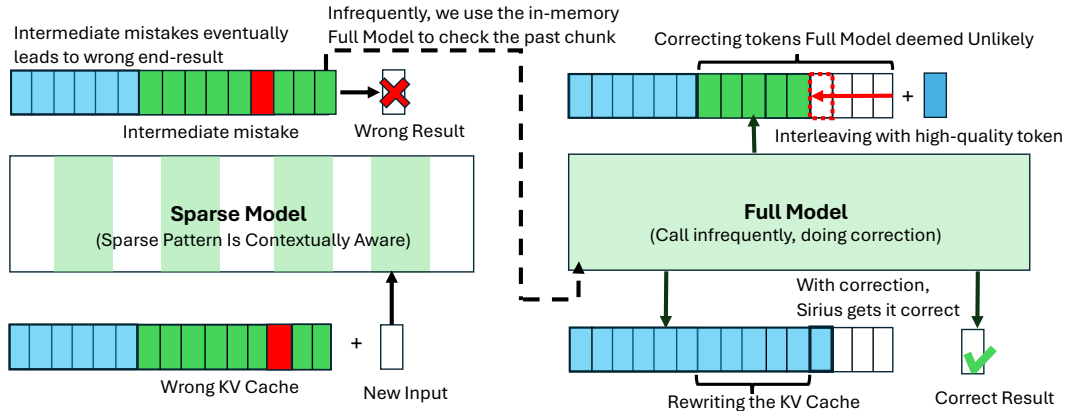 Intermediate mistakes eventually
leads to wrong end-result
Infrequently, we use the in-memory
Full Model to check the past chunk
Intermediate mistake
Wrong Result
Sparse Model
(Sparse Pattern Is Contextually Aware)
Wrong KV Cache
+
New Input
Correcting tokens Full Model deemed Unlikely
+
Interleaving with high-quality token
Full Model
(Call infrequently, doing correction)
With correction,
Sirius gets it correct
Rewriting the KV Cache
Correct Result